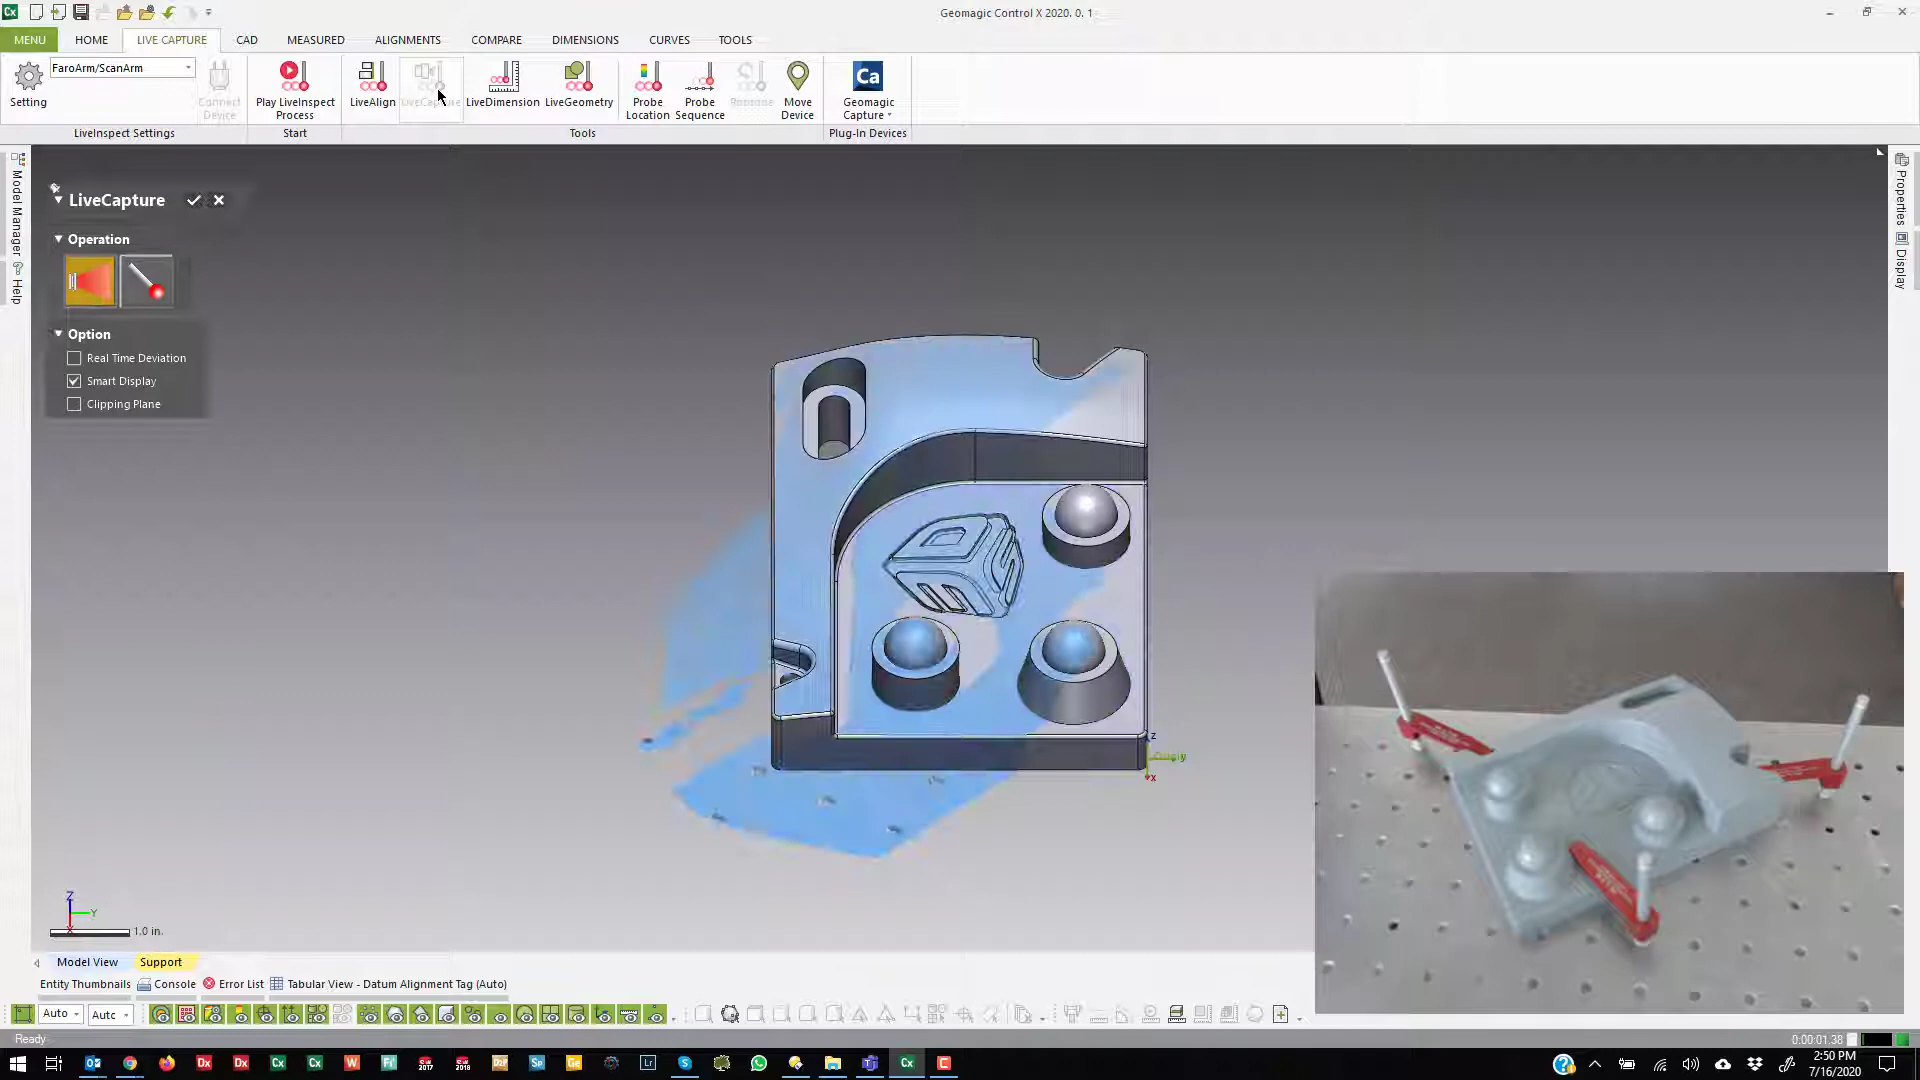 Geomagic Control X 2020. 0. 1
MENU HOME LIVE CAPTURE CAD MEASURED ALIGNMENTS COMPARE DIMENSIONS CURVES TOOLS
FaroArm/ScanArm
Setting
Connect Device
Play LiveInspect Process
LiveAlign
LiveCapture
LiveDimension
LiveGeometry
Probe Location
Probe Sequence
Move Device
Ca
Geomagic Capture
LiveInspect Settings
Start
Tools
Plug-In Devices
Model Manager
Help
Properties
Display
LiveCapture
Operation
Option
Real Time Deviation
Smart Display
Clipping Plane
Z
X
Z
Y
X
1.0 in.
Model View Support
Entity Thumbnails Console Error List Tabular View - Datum Alignment Tag (Auto)
Auto Autc
Ready
0:00:01.38
2:50 PM
7/16/2020